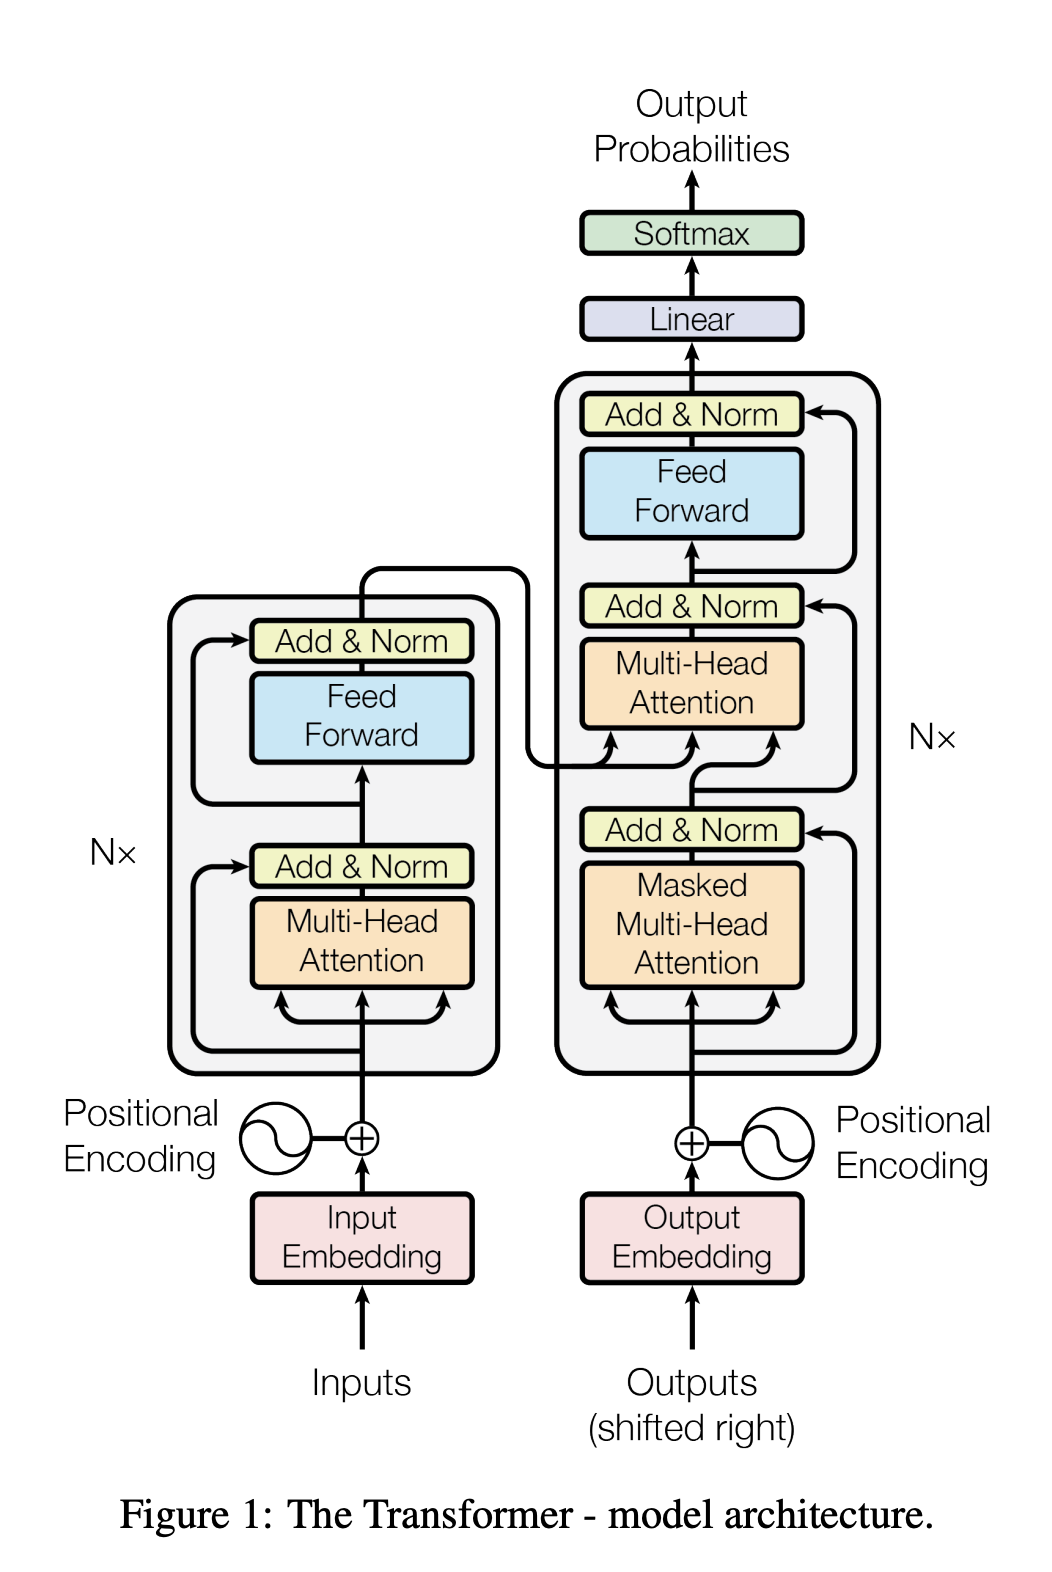 Output
Probabilities
Softmax
Linear
Add & Norm
Feed
Forward
Add & Norm
Multi-Head
Attention
Add & Norm
Masked
Multi-Head
Attention
N×
Add & Norm
Feed
Forward
Add & Norm
Multi-Head
Attention
N×
Positional
Encoding
Positional
Encoding
Input
Embedding
Output
Embedding
Inputs
Outputs
(shifted right)
Figure 1: The Transformer - model architecture.